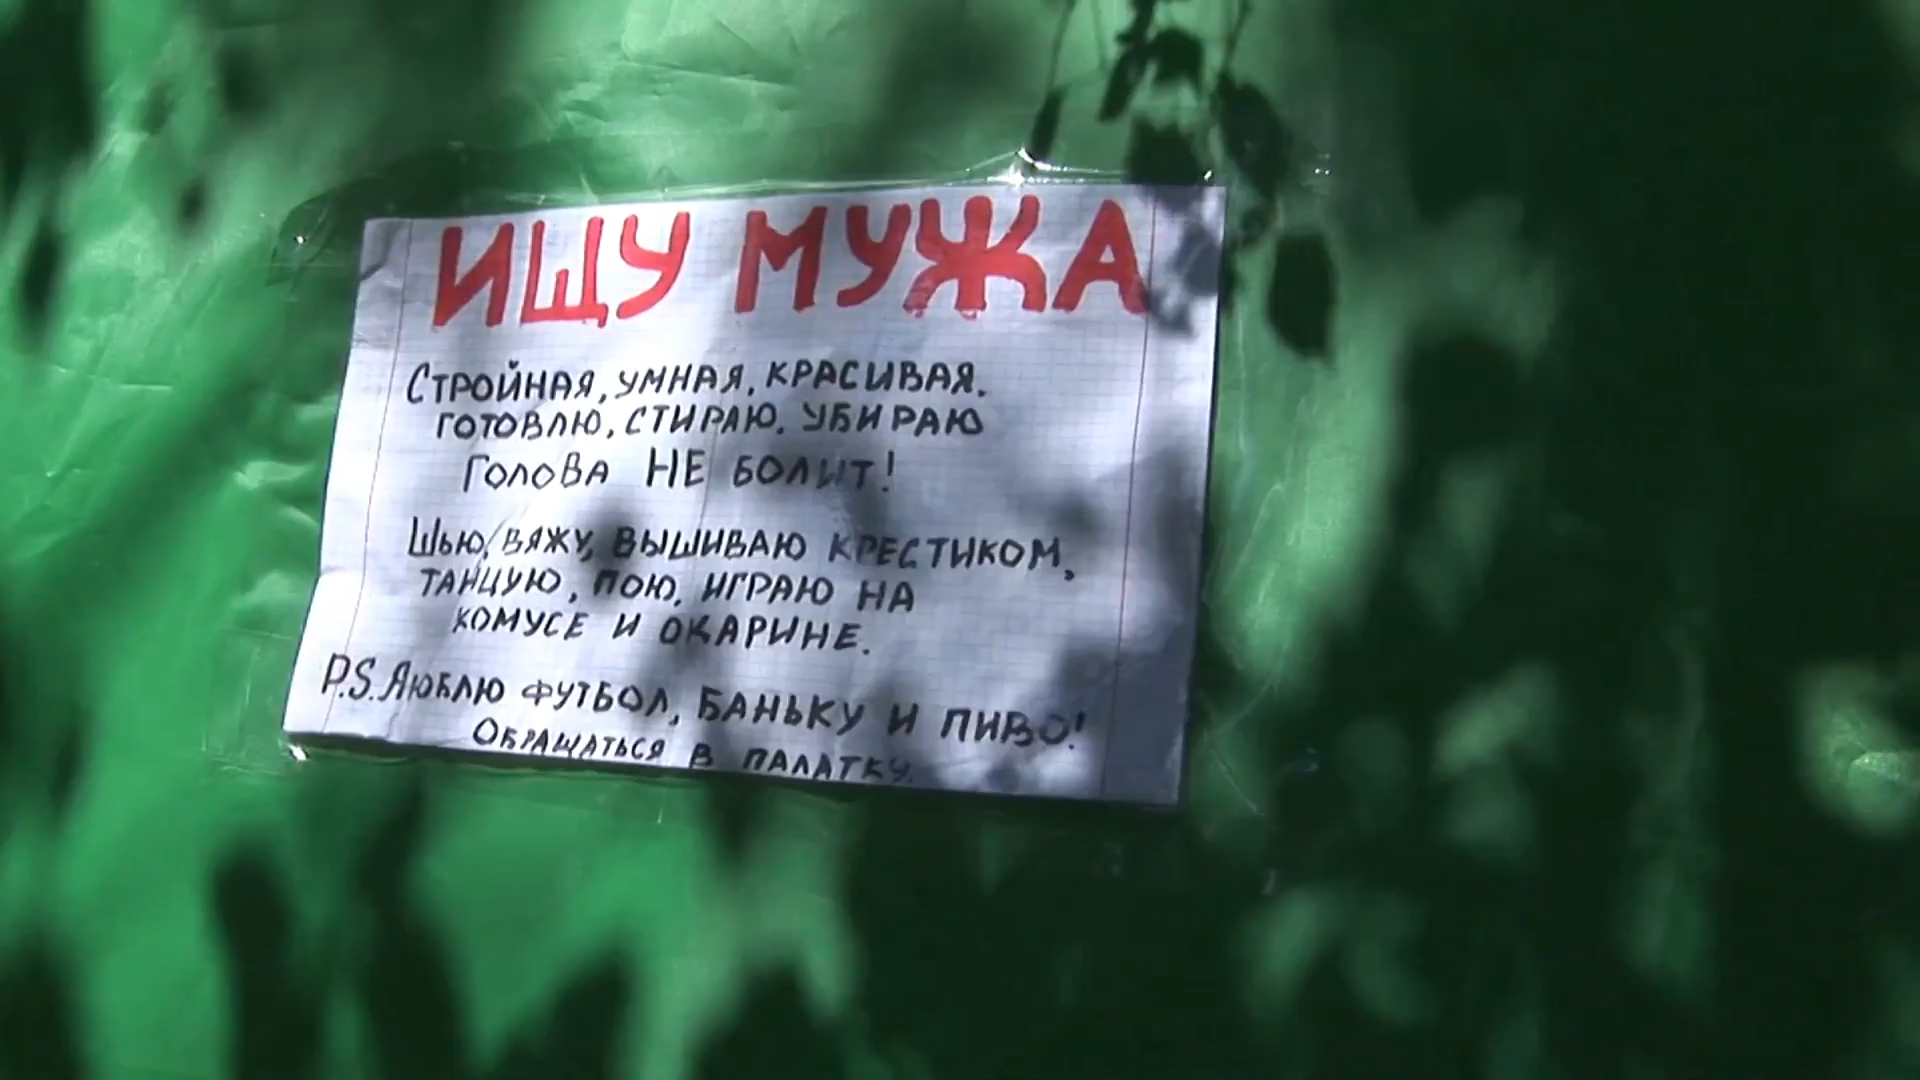 ИЩУ МУЖА
СТРОЙНАЯ, УМНАЯ, КРАСИВАЯ.
ГОТОВЛЮ, СТИРАЮ, УБИРАЮ
ГОЛОВА НЕ БОЛИТ!
ШЬЮ, ВЯЖУ, ВЫШИВАЮ КРЕСТИКОМ,
ТАНЦУЮ, ПОЮ, ИГРАЮ НА
КОМУСЕ И ОКАРИНЕ.
P.S. ЛЮБЛЮ ФУТБОЛ, БАНЬКУ И ПИВО!
ОБРАЩАТЬСЯ В ПАЛАТКУ.